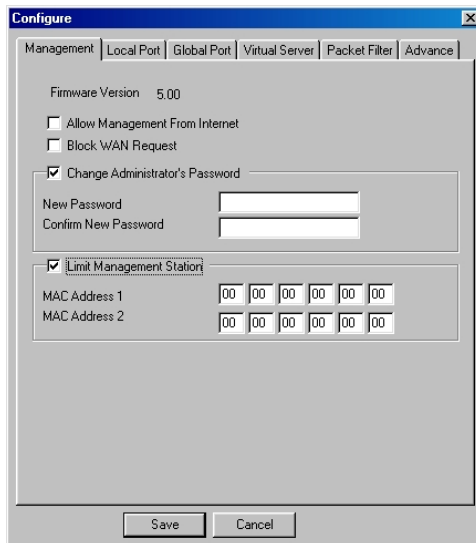 Configure
Management Local Port Global Port Virtual Server Packet Filter Advance
Firmware Version 5.00
Allow Management From Internet
Block WAN Request
Change Administrator's Password
New Password
Confirm New Password
Limit Management Station
MAC Address 1 00 00 00 00 00 00
MAC Address 2 00 00 00 00 00 00
Save Cancel